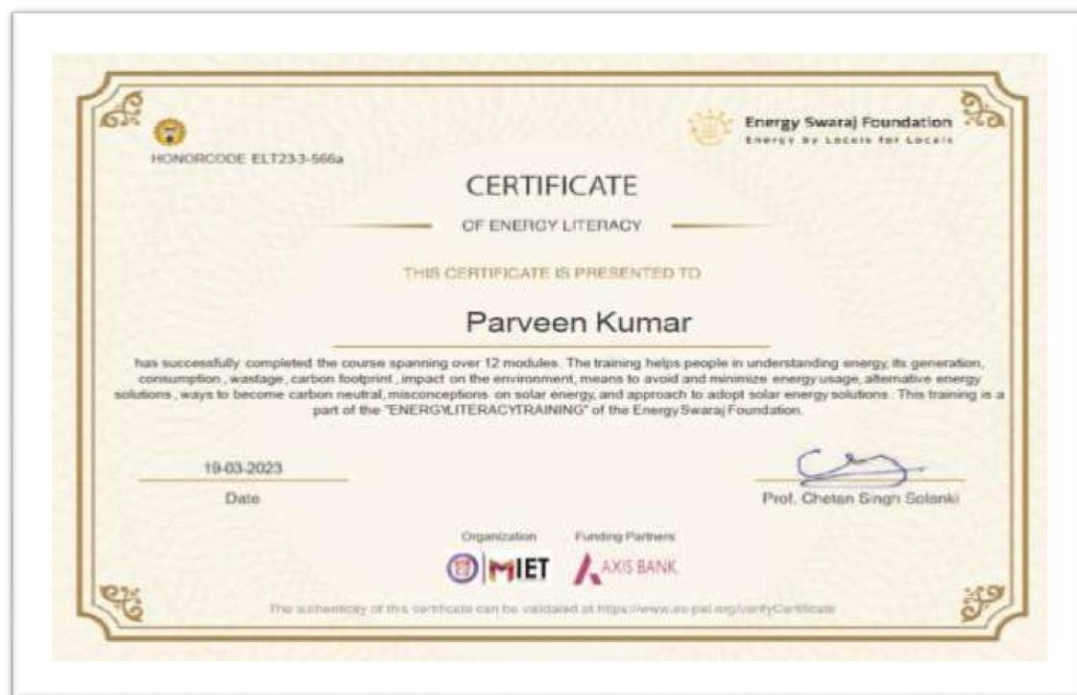 HONORCODE ELT23-3-566a
Energy Swaraj Foundation
Energy by Locals for Locals
CERTIFICATE
OF ENERGY LITERACY
THIS CERTIFICATE IS PRESENTED TO
Parveen Kumar
has successfully completed the course spanning over 12 modules. The training helps people in understanding energy, its generation,
consumption, wastage, carbon footprint, impact on the environment, means to avoid and minimize energy usage, alternative energy
solutions, ways to become carbon neutral, misconceptions on solar energy, and approach to adopt solar energy solutions. This training is a
part of the "ENERGYLITERACYTRAINING" of the Energy Swaraj Foundation.
19-03-2023
Date
Prof. Chetan Singh Solanki
Organization
Funding Partners
MIET
AXIS BANK
The authenticity of this certificate can be validated at